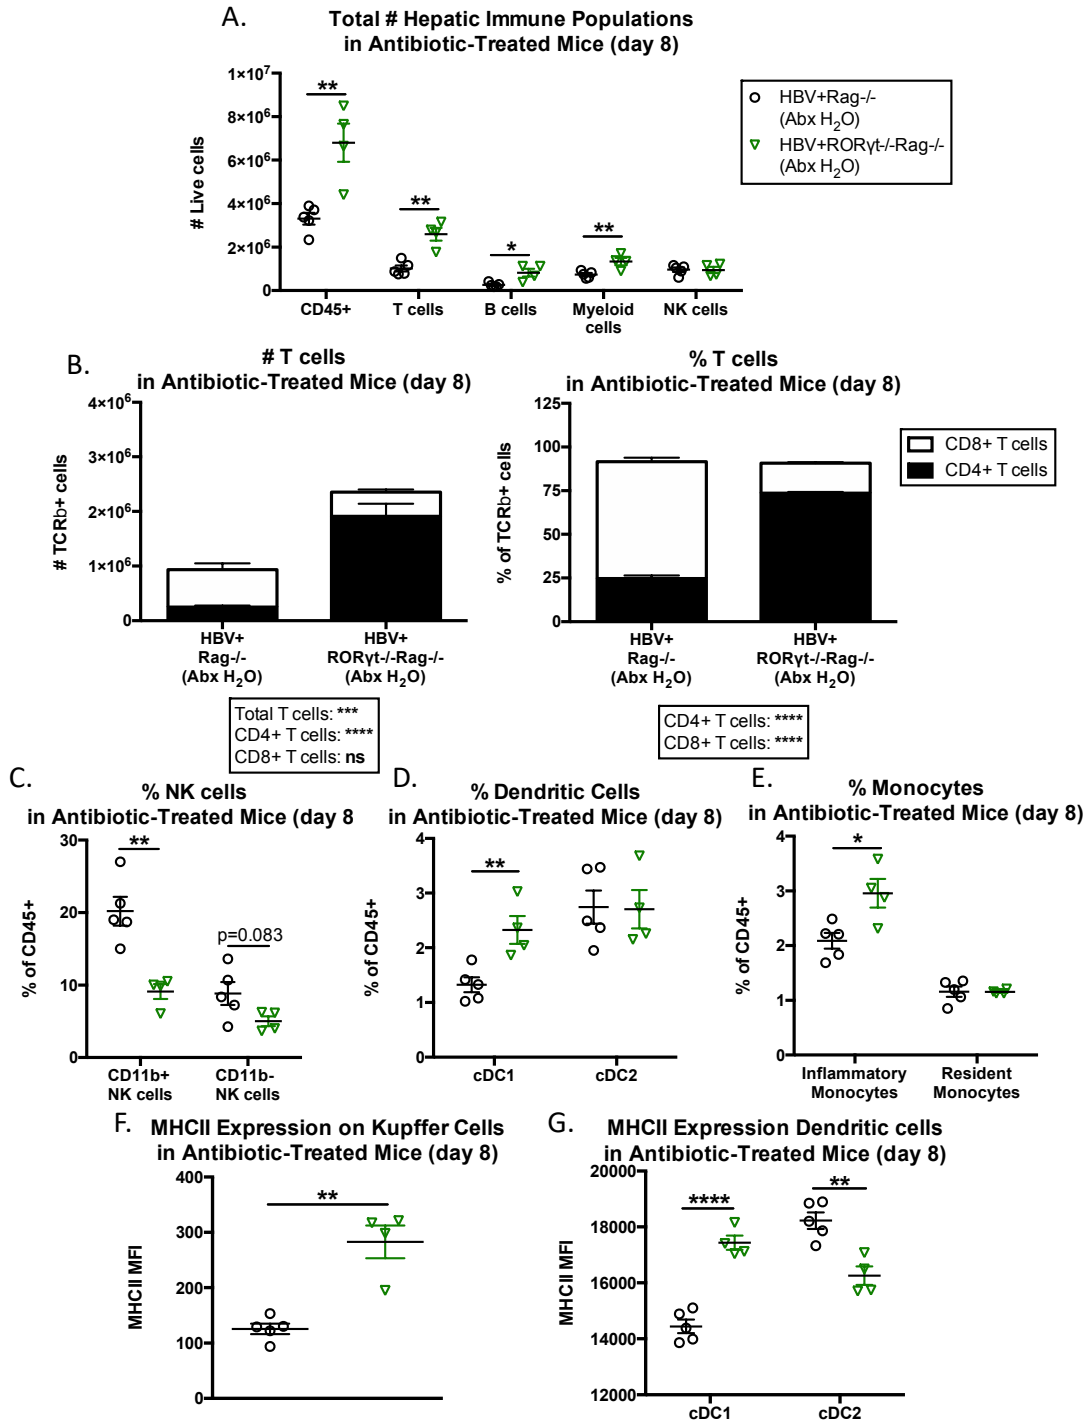 A.
Total # Hepatic Immune Populations
in Antibiotic-Treated Mice (day 8)
# Live cells
1×10⁷
8×10⁶
6×10⁶
4×10⁶
2×10⁶
0
**
**
*
**
CD45+
T cells
B cells
Myeloid
cells
NK cells
HBV+Rag-/-
(Abx H₂O)
HBV+RORγt-/-Rag-/-
(Abx H₂O)
B.
# T cells
in Antibiotic-Treated Mice (day 8)
# TCRb+ cells
4×10⁶
3×10⁶
2×10⁶
1×10⁶
0
HBV+
Rag-/-
(Abx H₂O)
HBV+
RORγt-/-Rag-/-
(Abx H₂O)
Total T cells: ***
CD4+ T cells: ****
CD8+ T cells: ns
% T cells
in Antibiotic-Treated Mice (day 8)
% of TCRb+ cells
125
100
75
50
25
0
HBV+
Rag-/-
(Abx H₂O)
HBV+
RORγt-/-Rag-/-
(Abx H₂O)
CD8+ T cells
CD4+ T cells
CD4+ T cells: ****
CD8+ T cells: ****
C.
% NK cells
in Antibiotic-Treated Mice (day 8
% of CD45+
30
20
10
0
**
p=0.083
CD11b+
NK cells
CD11b-
NK cells
D.
% Dendritic Cells
in Antibiotic-Treated Mice (day 8)
% of CD45+
4
3
2
1
0
**
cDC1
cDC2
E.
% Monocytes
in Antibiotic-Treated Mice (day 8)
% of CD45+
4
3
2
1
0
*
Inflammatory
Monocytes
Resident
Monocytes
F.
MHCII Expression on Kupffer Cells
in Antibiotic-Treated Mice (day 8)
MHCII MFI
400
300
200
100
0
**
G.
MHCII Expression Dendritic cells
in Antibiotic-Treated Mice (day 8)
MHCII MFI
20000
18000
16000
14000
12000
****
**
cDC1
cDC2